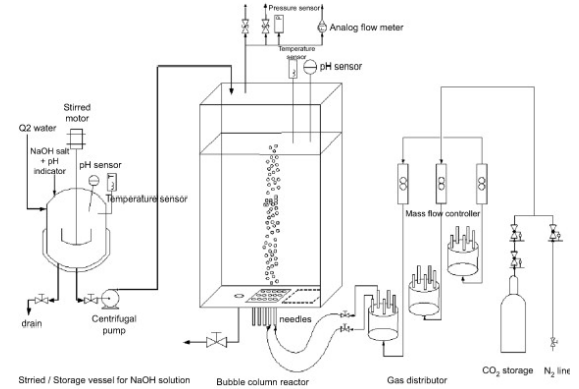 Pressure sensor
Analog flow meter
Temperature
sensor
pH sensor
Stirred
motor
Q2 water
NaOH salt
+ pH
indicator
pH sensor
Temperature sensor
Mass flow controller
needles
drain
Centrifugal
pump
CO2 storage
N2 line
Strried / Storage vessel for NaOH solution
Bubble column reactor
Gas distributor